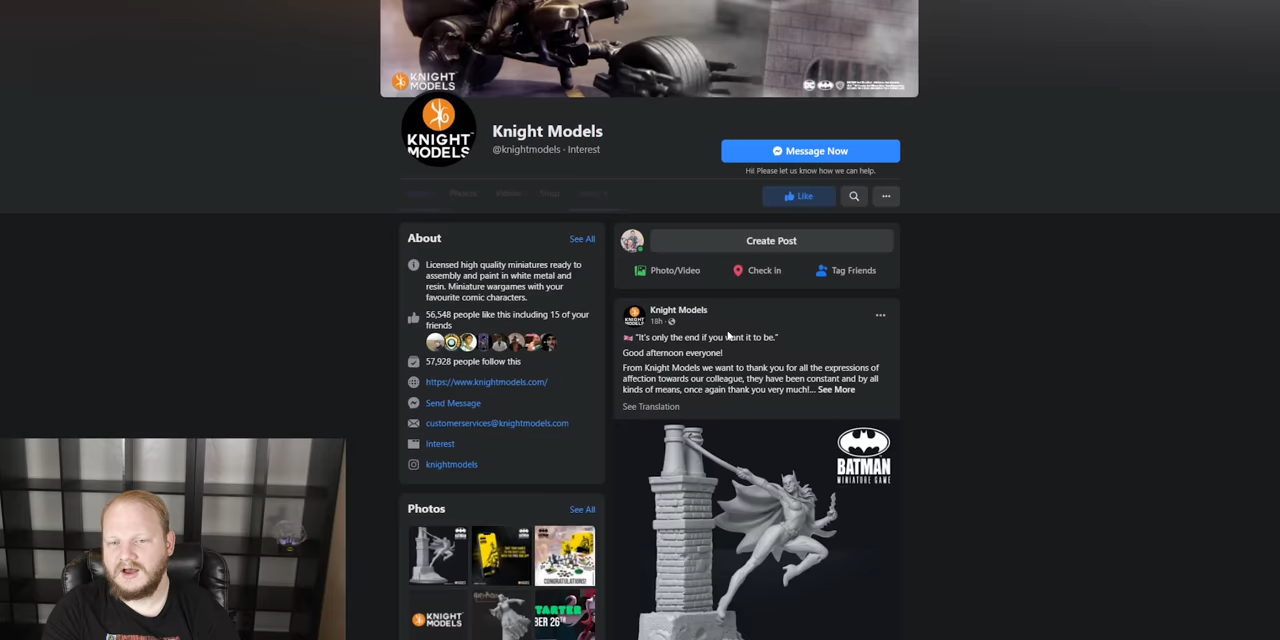 KNIGHT
MODELS
KNIGHT
MODELS
Knight Models
@knightmodels · Interest
Message Now
Hi! Please let us know how we can help.
Photos
Shop
Like
About
See All
Licensed high quality miniatures ready to
assembly and paint in white metal and
resin. Miniature wargames with your
favourite comic characters.
56,548 people like this including 15 of your
friends
57,928 people follow this
https://www.knightmodels.com/
Send Message
customerservices@knightmodels.com
Interest
knightmodels
Photos
See All
CONGRATULATIONS!
KNIGHT
MODELS
Create Post
Photo/Video
Check in
Tag Friends
Knight Models
18h ·
"It's only the end if you want it to be."
Good afternoon everyone!
From Knight Models we want to thank you for all the expressions of
affection towards our colleague, they have been constant and by all
kinds of means, once again thank you very much!... See More
See Translation
BATMAN
MINIATURE GAME